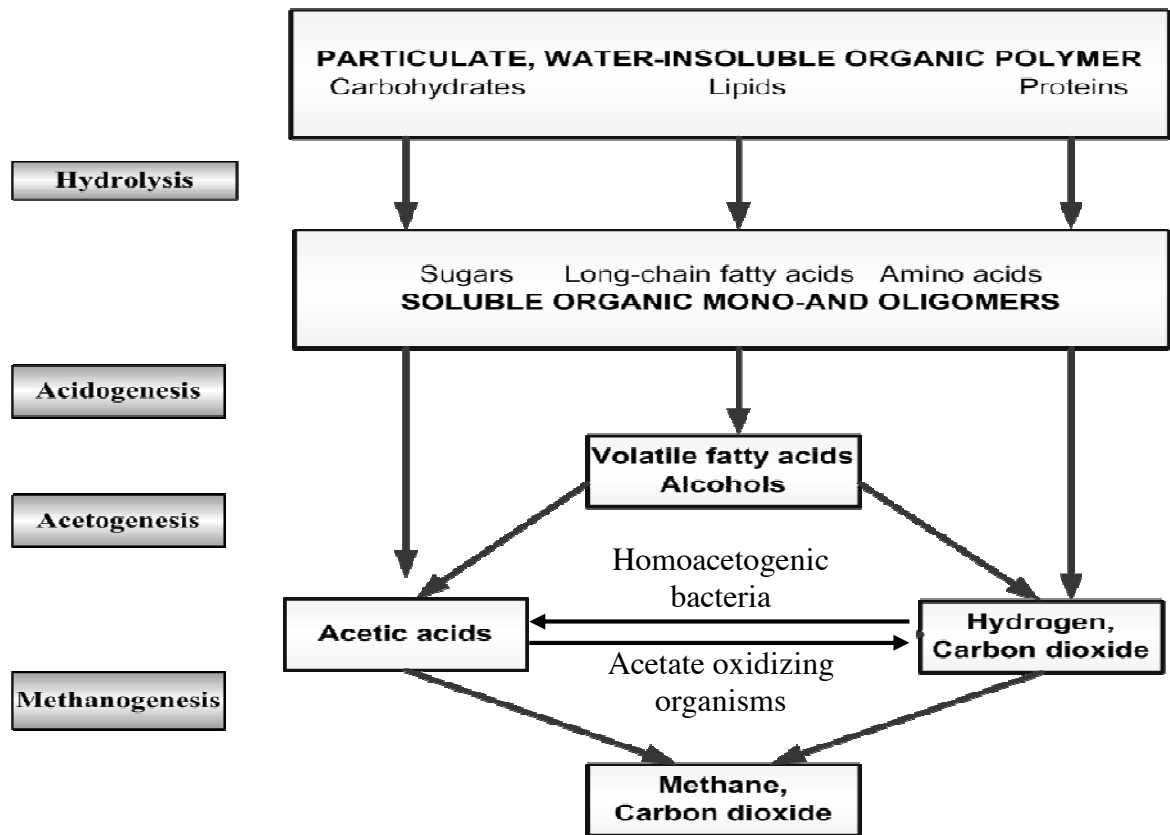 PARTICULATE, WATER-INSOLUBLE ORGANIC POLYMER
Carbohydrates Lipids Proteins
Hydrolysis
Sugars Long-chain fatty acids Amino acids
SOLUBLE ORGANIC MONO-AND OLIGOMERS
Acidogenesis
Volatile fatty acids
Alcohols
Acetogenesis
Homoacetogenic
bacteria
Acetic acids
Hydrogen,
Carbon dioxide
Acetate oxidizing
organisms
Methanogenesis
Methane,
Carbon dioxide